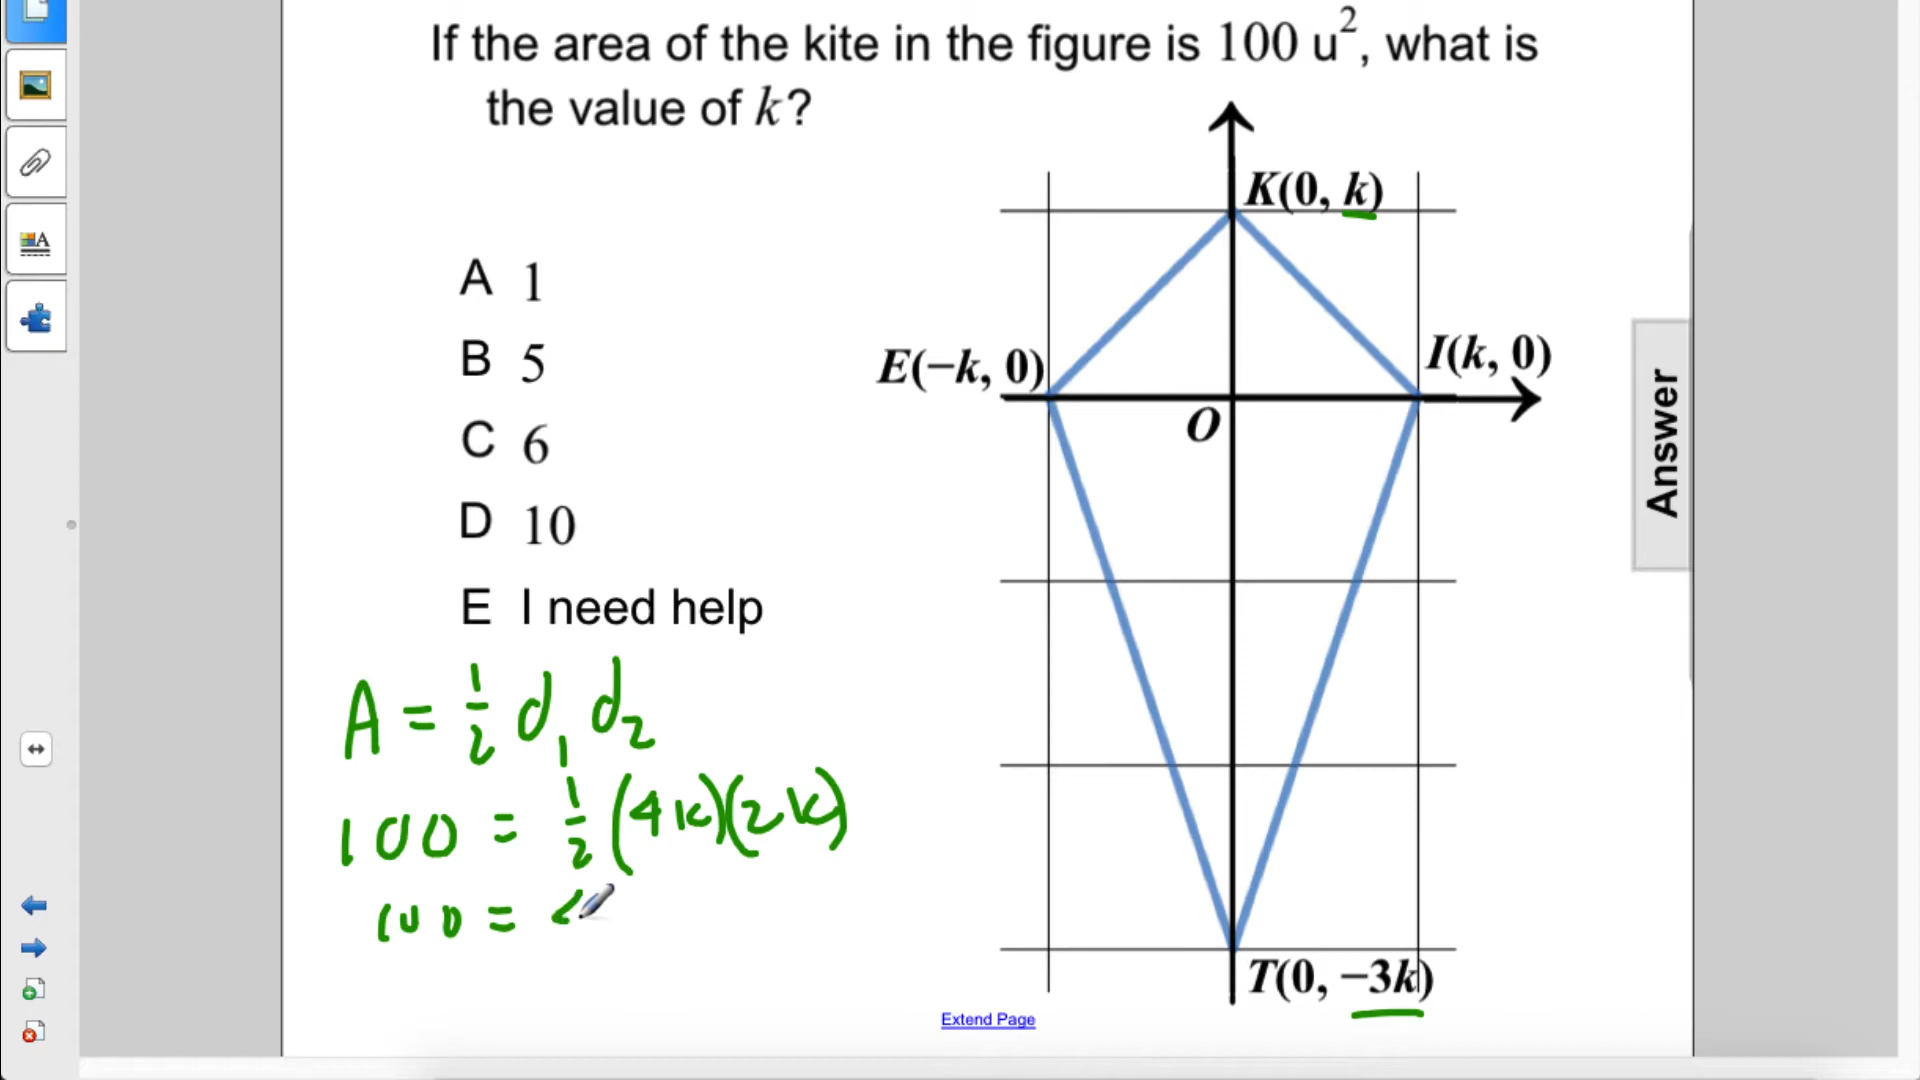 If the area of the kite in the figure is 100 u², what is
the value of k?
K(0, k)
A 1
B 5
E(−k, 0)
I(k, 0)
O
C 6
D 10
E I need help
Answer
A = 1/2 d₁ d₂
100 = 1/2 (4k)(2k)
100 =
T(0, −3k)
Extend Page